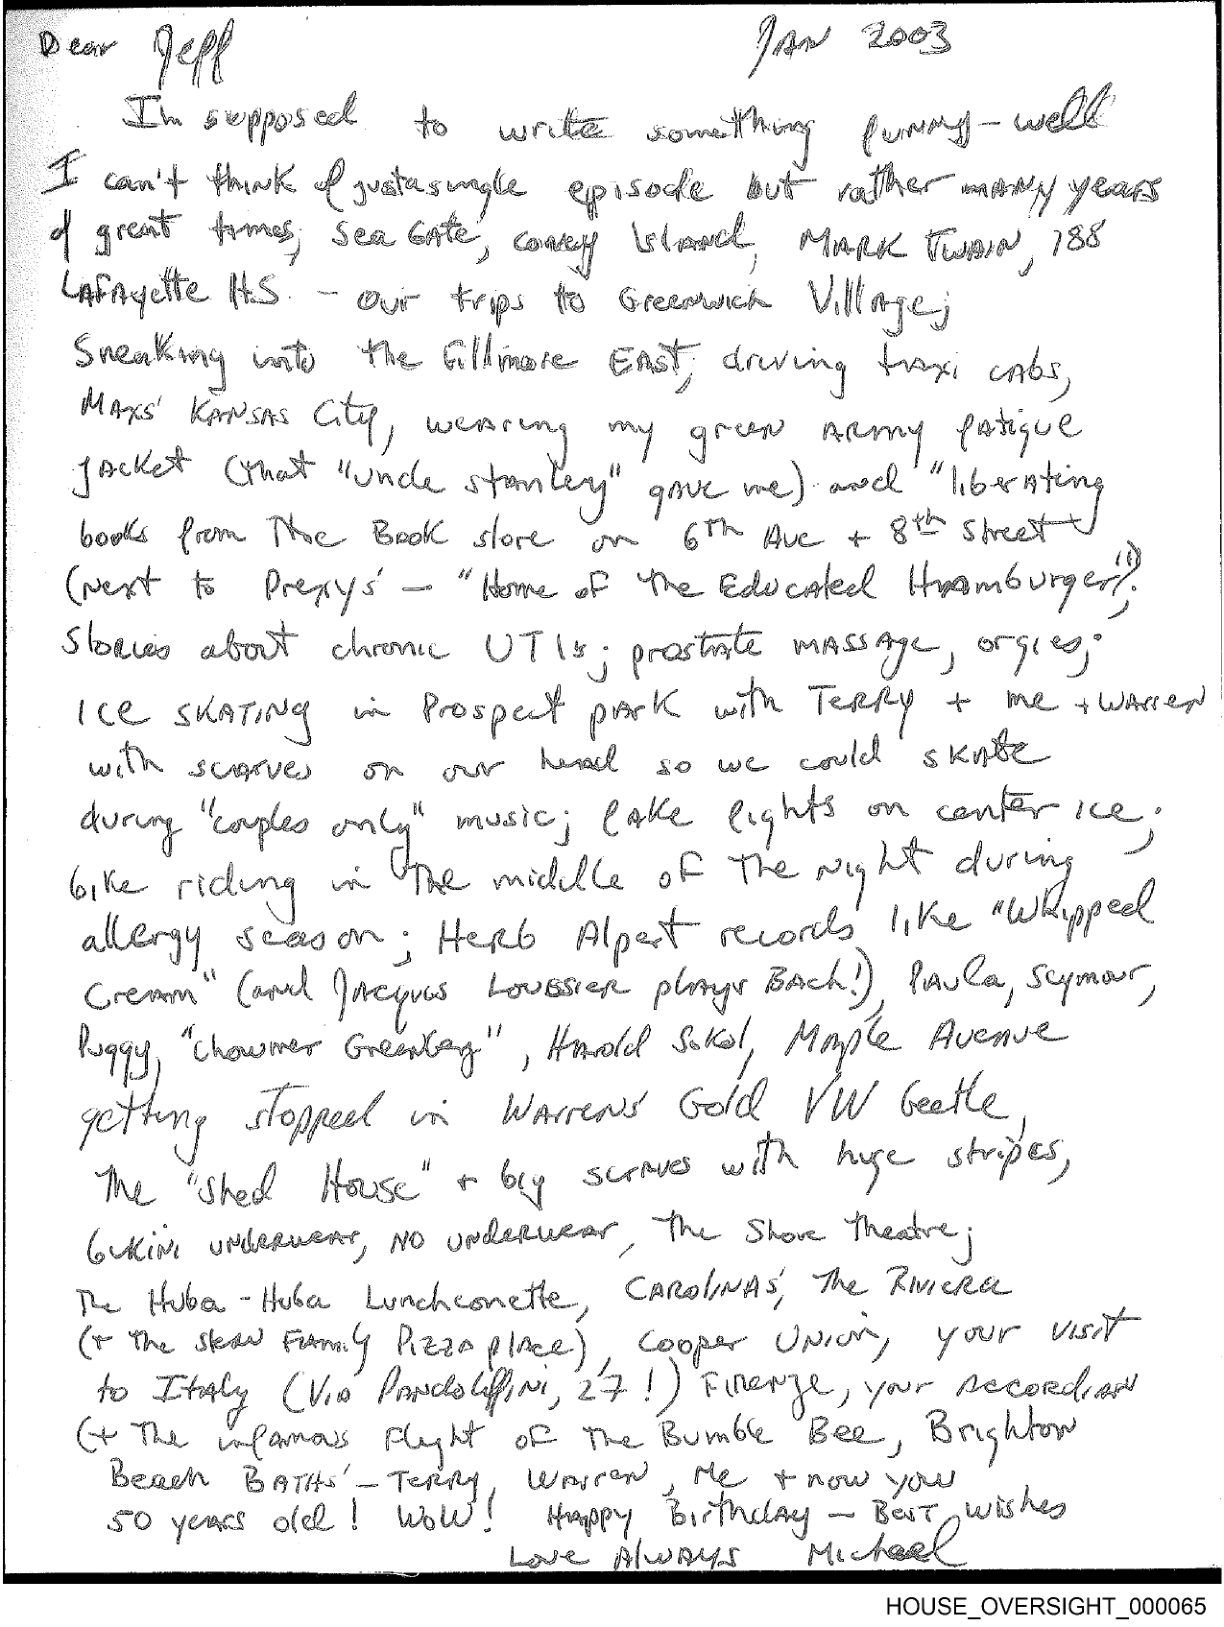 Dear Jeff JAN 2003
I'm supposed to write something funny - well
I can't think of just a single episode but rather many years
of great times, Sea Gate, Coney Island, Mark Twain, 188
Lafayette H.S. - our trips to Greenwich Village;
Sneaking into the Fillmore East; driving taxi cabs,
Maxs' Kansas City, wearing my green army fatigue
jacket (that "uncle stanley" gave me) and "liberating
books from The Book store on 6th Ave + 8th Street
(next to Prexy's - "Home of the Educated Hamburger");
Stories about chronic UTIs; prostrate massage, orgies;
ice skating in Prospect park with Terry + me + Warren
with scarves on our head so we could skate
during "couples only" music; fake fights on center ice;
bike riding in the middle of the night during
allergy season; Herb Alpert records like "Whipped
Cream" (and Jacques Loussier plays Bach!), Paula, Seymour,
Puggy, "Greenberg", Harold Sokol, Maple Avenue
getting stopped in Warrens' Gold VW beetle,
The "Shed House" + big scarves with huge stripes,
bikini underwear, no underwear, The Shore Theatre;
The Huba-Huba Luncheonette, Carolinas', The Riviera
(+ The Family Pizza place), Cooper Union, your visit
to Italy (Via Pandolffini, 27!) Firenze, your accordian
(+ The infamous Flight of The Bumble Bee, Brighton
Beach Baths' - Terry, Warren, Me + now you
50 years old! Wow! Happy Birthday - Best wishes
Love Always Michael
HOUSE_OVERSIGHT_000065